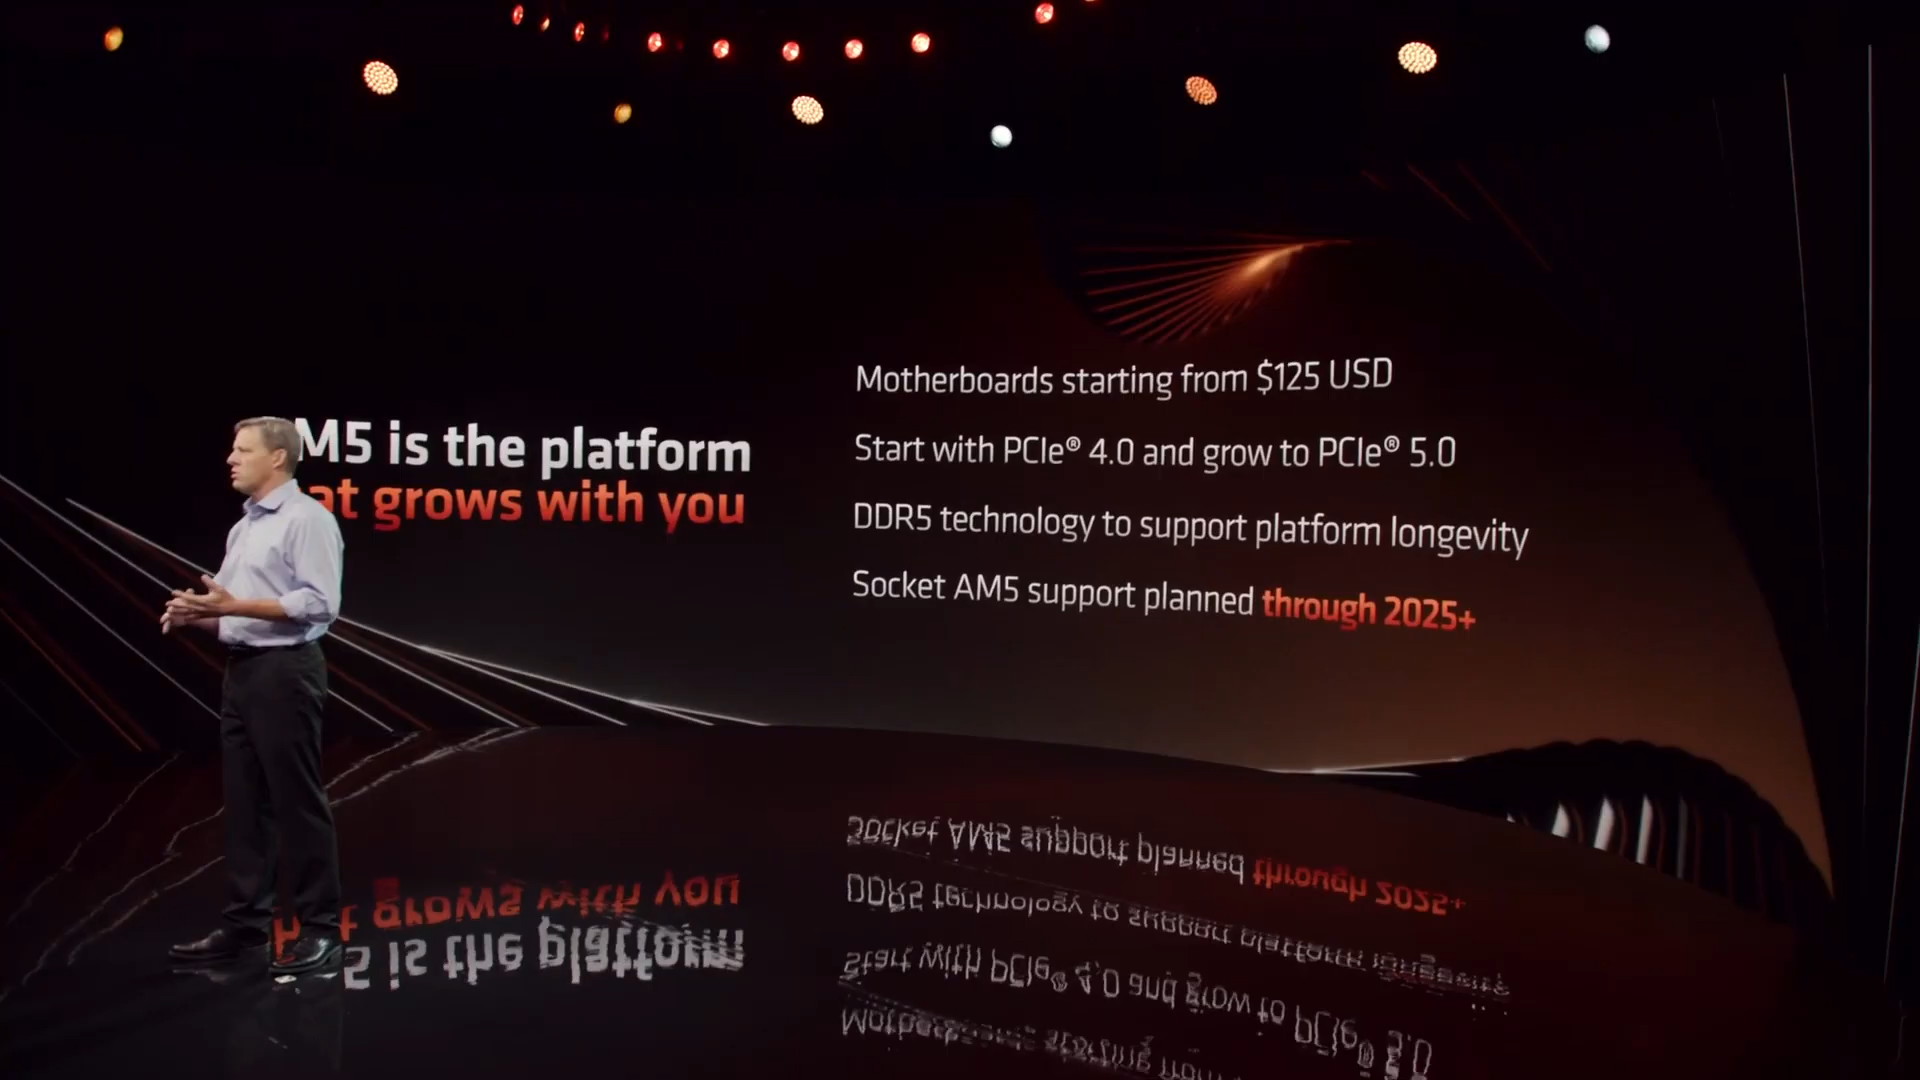 M5 is the platform
at grows with you
Motherboards starting from $125 USD
Start with PCIe® 4.0 and grow to PCIe® 5.0
DDR5 technology to support platform longevity
Socket AM5 support planned through 2025+